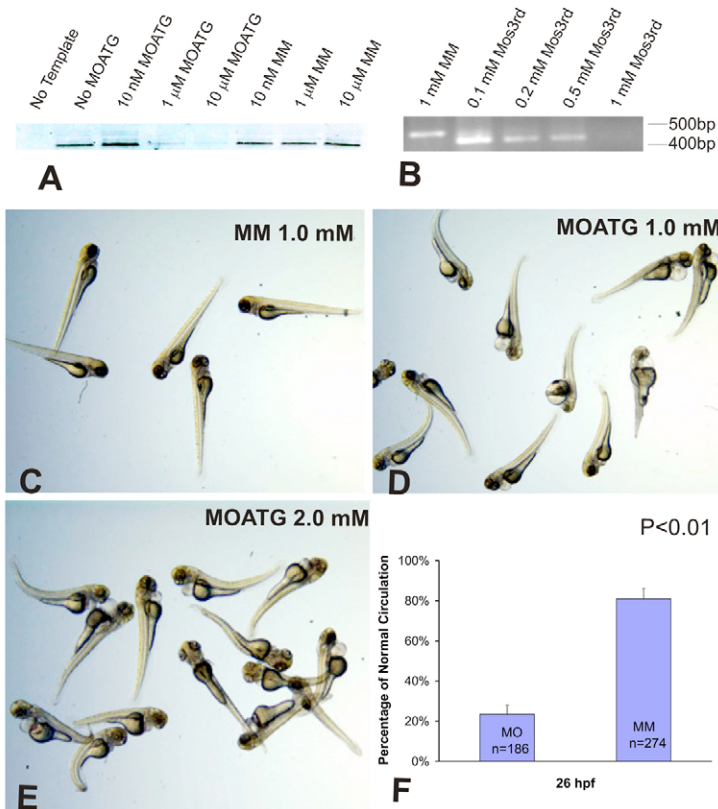 No Template
No MOATG
10 nM MOATG
1 µM MOATG
10 µM MOATG
10 nM MM
1 µM MM
10 µM MM
A
1 mM MM
0.1 mM Mos3rd
0.2 mM Mos3rd
0.5 mM Mos3rd
1 mM Mos3rd
500bp
400bp
B
MM 1.0 mM
C
MOATG 1.0 mM
D
MOATG 2.0 mM
E
P<0.01
Percentage of Normal Circulation
100%
80%
60%
40%
20%
0%
MO
n=186
MM
n=274
26 hpf
F